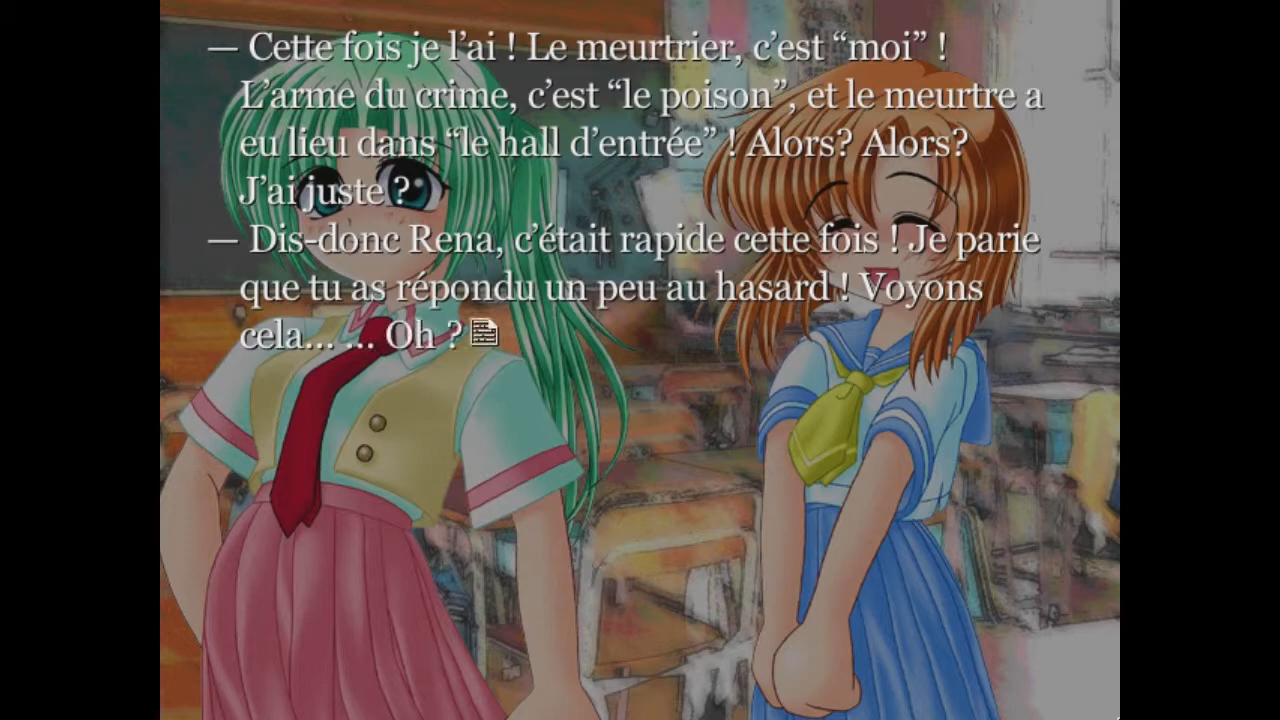 — Cette fois je l’ai ! Le meurtrier, c’est “moi” !
L’arme du crime, c’est “le poison”, et le meurtre a
eu lieu dans “le hall d’entrée” ! Alors? Alors?
J’ai juste ?
— Dis-donc Rena, c’était rapide cette fois ! Je parie
que tu as répondu un peu au hasard ! Voyons
cela... ... Oh ?